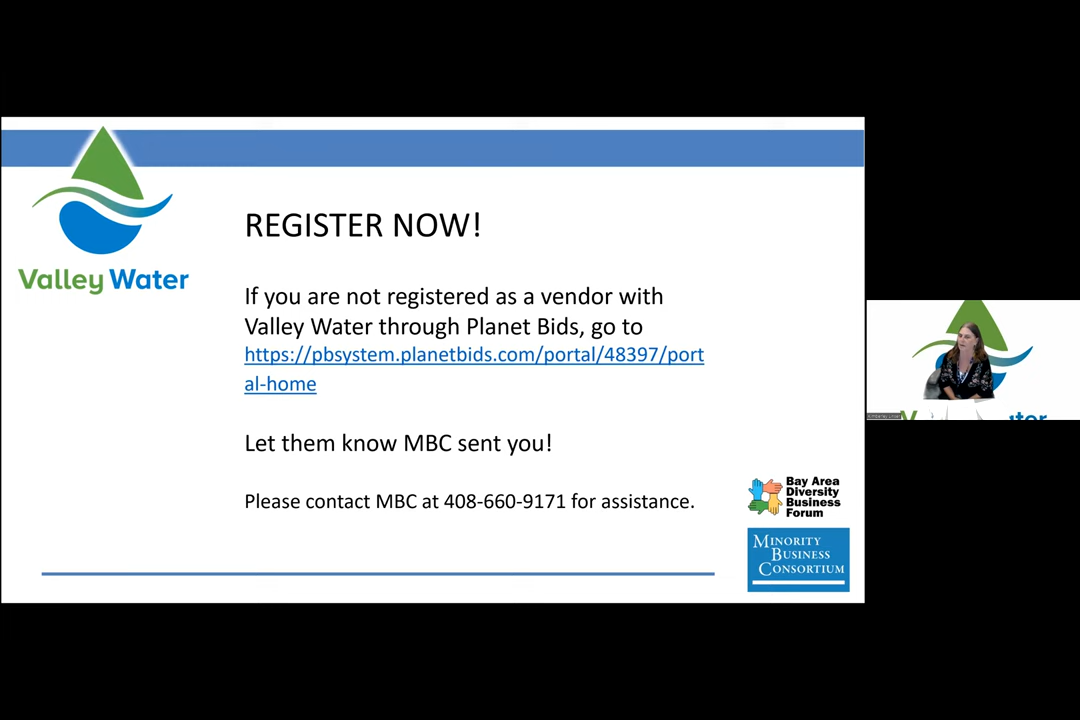 Valley Water
REGISTER NOW!
If you are not registered as a vendor with
Valley Water through Planet Bids, go to
https://pbsystem.planetbids.com/portal/48397/port
al-home
Let them know MBC sent you!
Please contact MBC at 408-660-9171 for assistance.
Bay Area
Diversity
Business
Forum
MINORITY
BUSINESS
CONSORTIUM